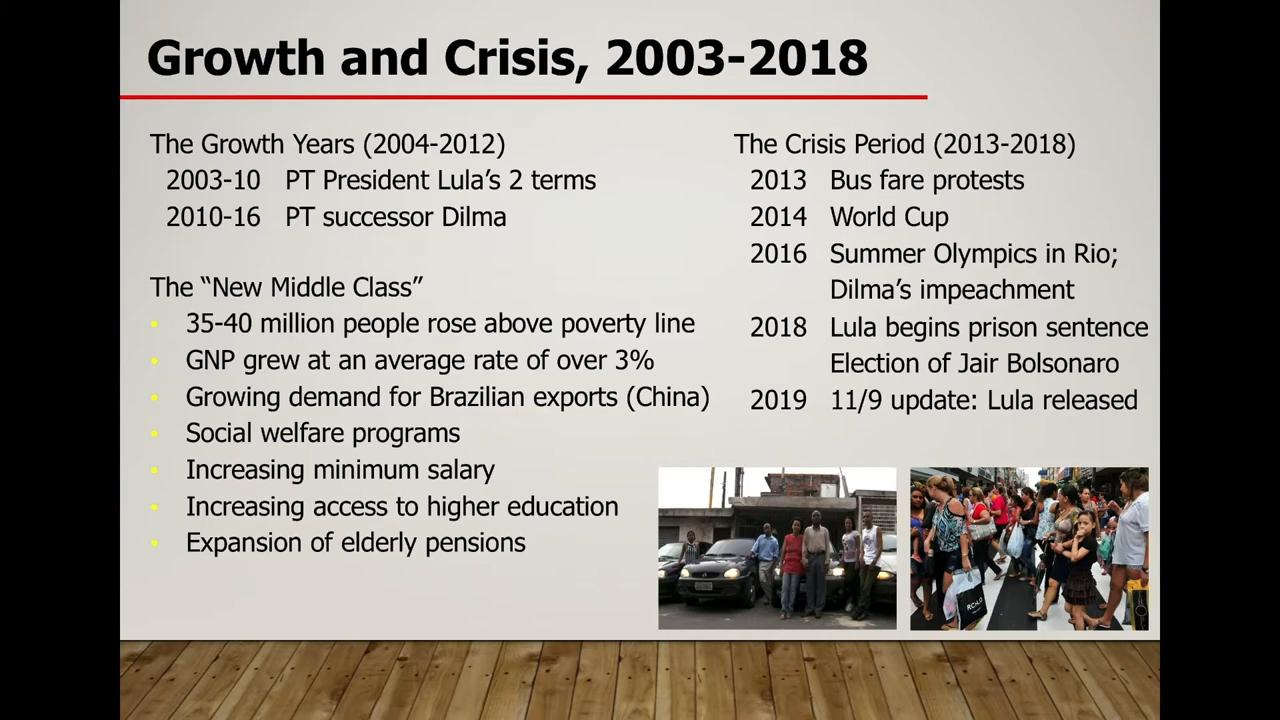 Growth and Crisis, 2003-2018
The Growth Years (2004-2012)
2003-10 PT President Lula’s 2 terms
2010-16 PT successor Dilma
The “New Middle Class”
35-40 million people rose above poverty line
GNP grew at an average rate of over 3%
Growing demand for Brazilian exports (China)
Social welfare programs
Increasing minimum salary
Increasing access to higher education
Expansion of elderly pensions
The Crisis Period (2013-2018)
2013 Bus fare protests
2014 World Cup
2016 Summer Olympics in Rio;
Dilma’s impeachment
2018 Lula begins prison sentence
Election of Jair Bolsonaro
2019 11/9 update: Lula released